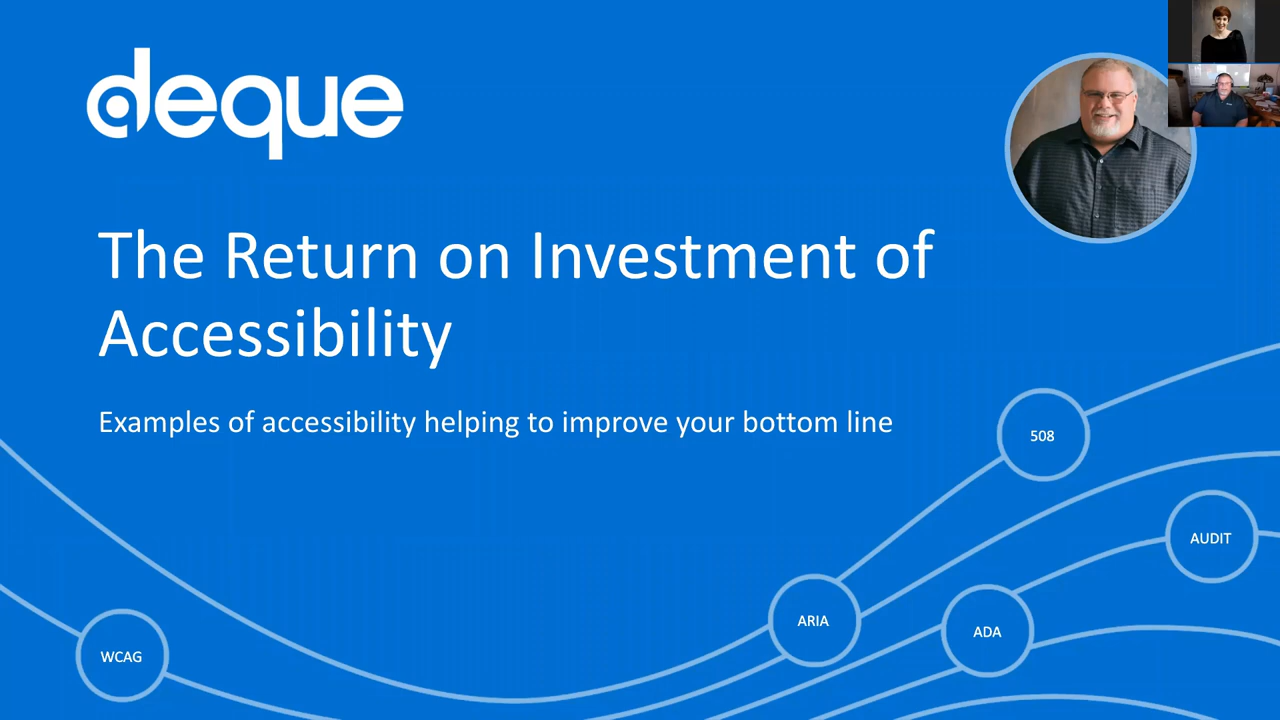 deque
The Return on Investment of
Accessibility
Examples of accessibility helping to improve your bottom line
508
AUDIT
ARIA
ADA
WCAG